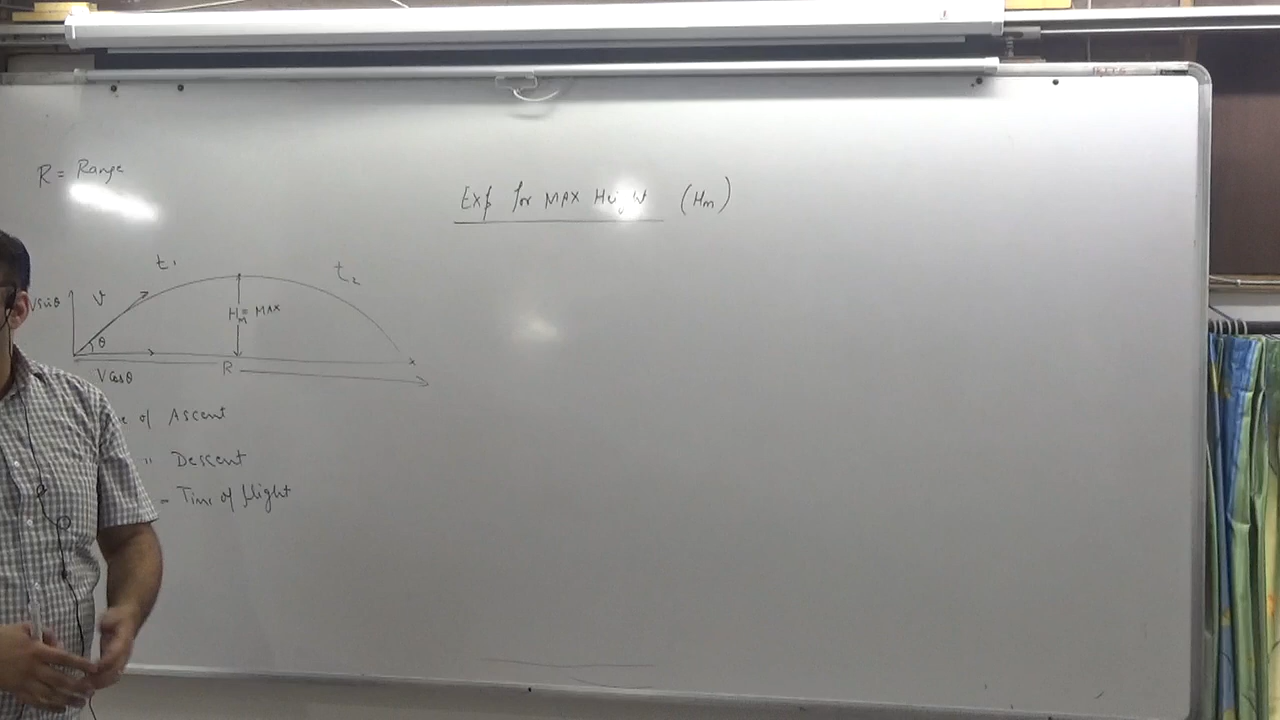 R = Range
Exp for MAX Height (Hm)
t1
t2
Vsinθ
V
θ
Hm = MAX
R
x
Vcosθ
of Ascent
" Descent
= Time of flight